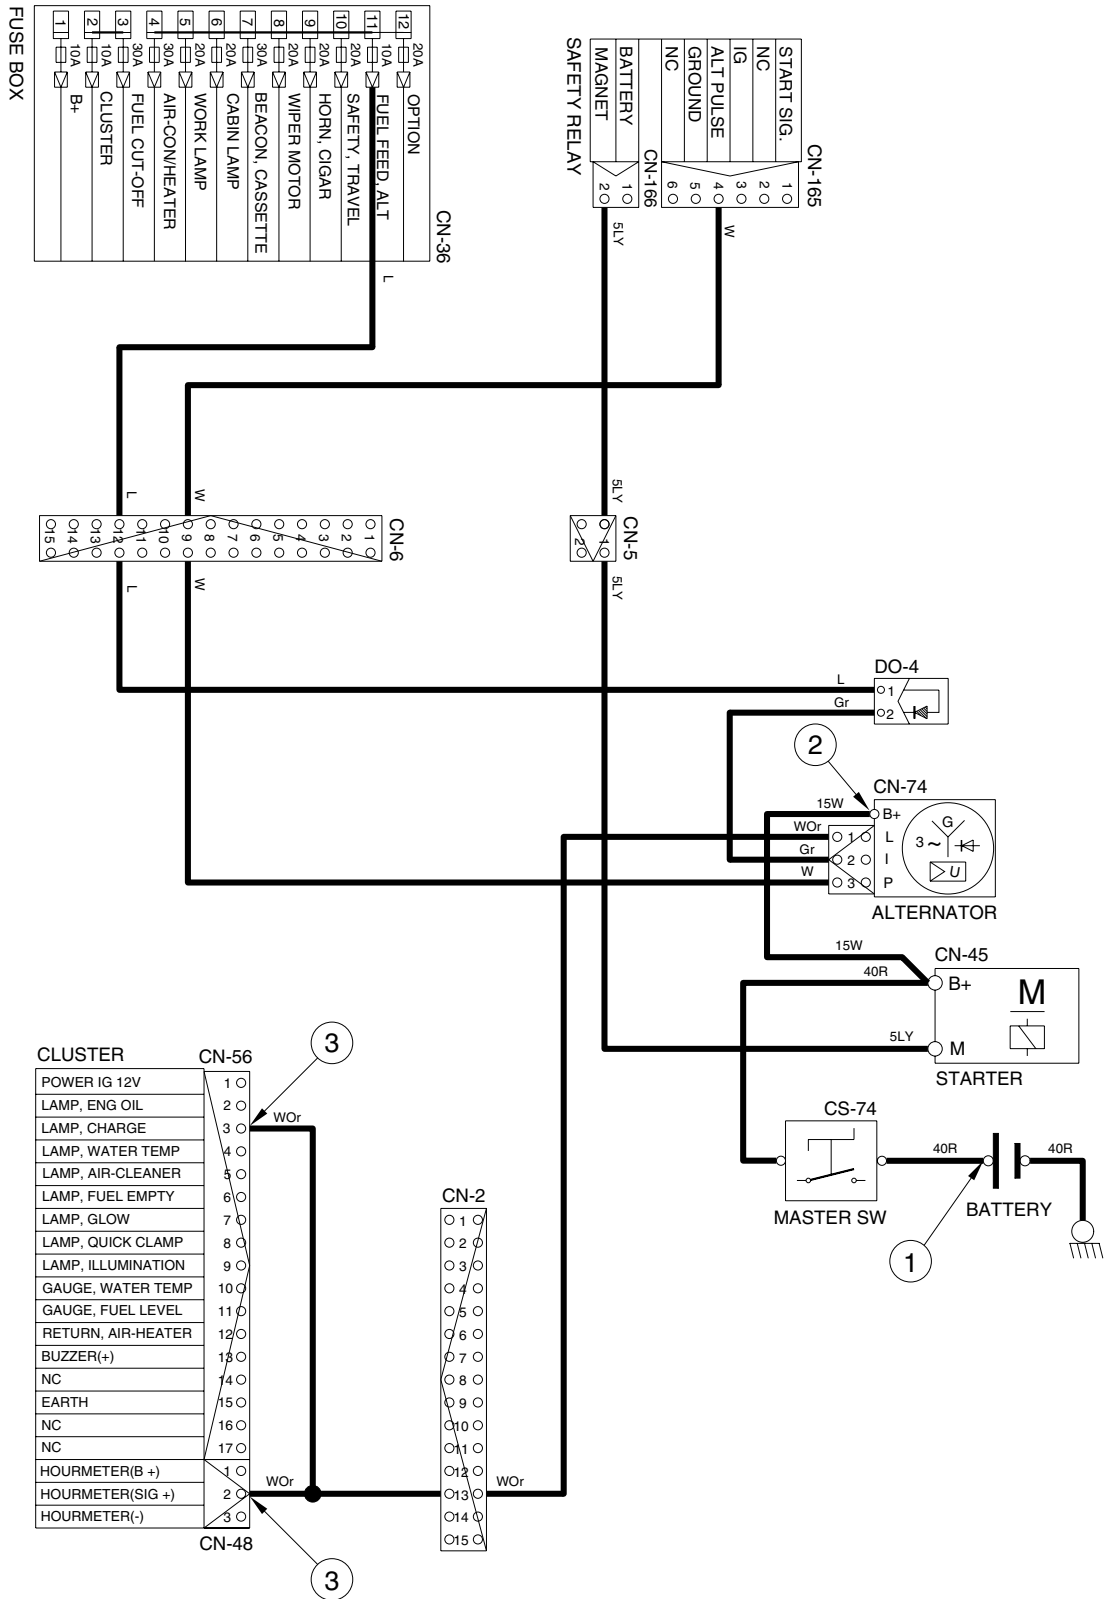 FUSE BOX
1
2
3
4
5
6
7
8
9
10
11
12
10A
10A
30A
30A
20A
20A
30A
20A
20A
20A
10A
20A
B+
CLUSTER
FUEL CUT-OFF
AIR-CON/HEATER
WORK LAMP
CABIN LAMP
BEACON, CASSETTE
WIPER MOTOR
HORN, CIGAR
SAFETY, TRAVEL
FUEL FEED, ALT
OPTION
CN-36
L
SAFETY RELAY
MAGNET
BATTERY
2
1
CN-166
NC
GROUND
ALT PULSE
IG
NC
START SIG.
6
5
4
3
2
1
CN-165
5LY
W
L
W
5LY
15
14
13
12
11
10
9
8
7
6
5
4
3
2
1
CN-6
2
1
CN-5
L
W
5LY
DO-4
L
1
Gr
2
2
CN-74
15W
B+
WOr
1
L
Gr
2
I
W
3
P
G
3 ~
U
ALTERNATOR
15W
CN-45
40R
B+
M
5LY
M
STARTER
CS-74
40R
40R
MASTER SW
BATTERY
1
3
CLUSTER
CN-56
POWER IG 12V
1
LAMP, ENG OIL
2
LAMP, CHARGE
3
WOr
LAMP, WATER TEMP
4
LAMP, AIR-CLEANER
5
LAMP, FUEL EMPTY
6
LAMP, GLOW
7
LAMP, QUICK CLAMP
8
LAMP, ILLUMINATION
9
GAUGE, WATER TEMP
10
GAUGE, FUEL LEVEL
11
RETURN, AIR-HEATER
12
BUZZER(+)
13
NC
14
EARTH
15
NC
16
NC
17
HOURMETER(B +)
1
HOURMETER(SIG +)
2
WOr
HOURMETER(-)
3
CN-48
3
CN-2
1
2
3
4
5
6
7
8
9
10
11
12
13
WOr
14
15